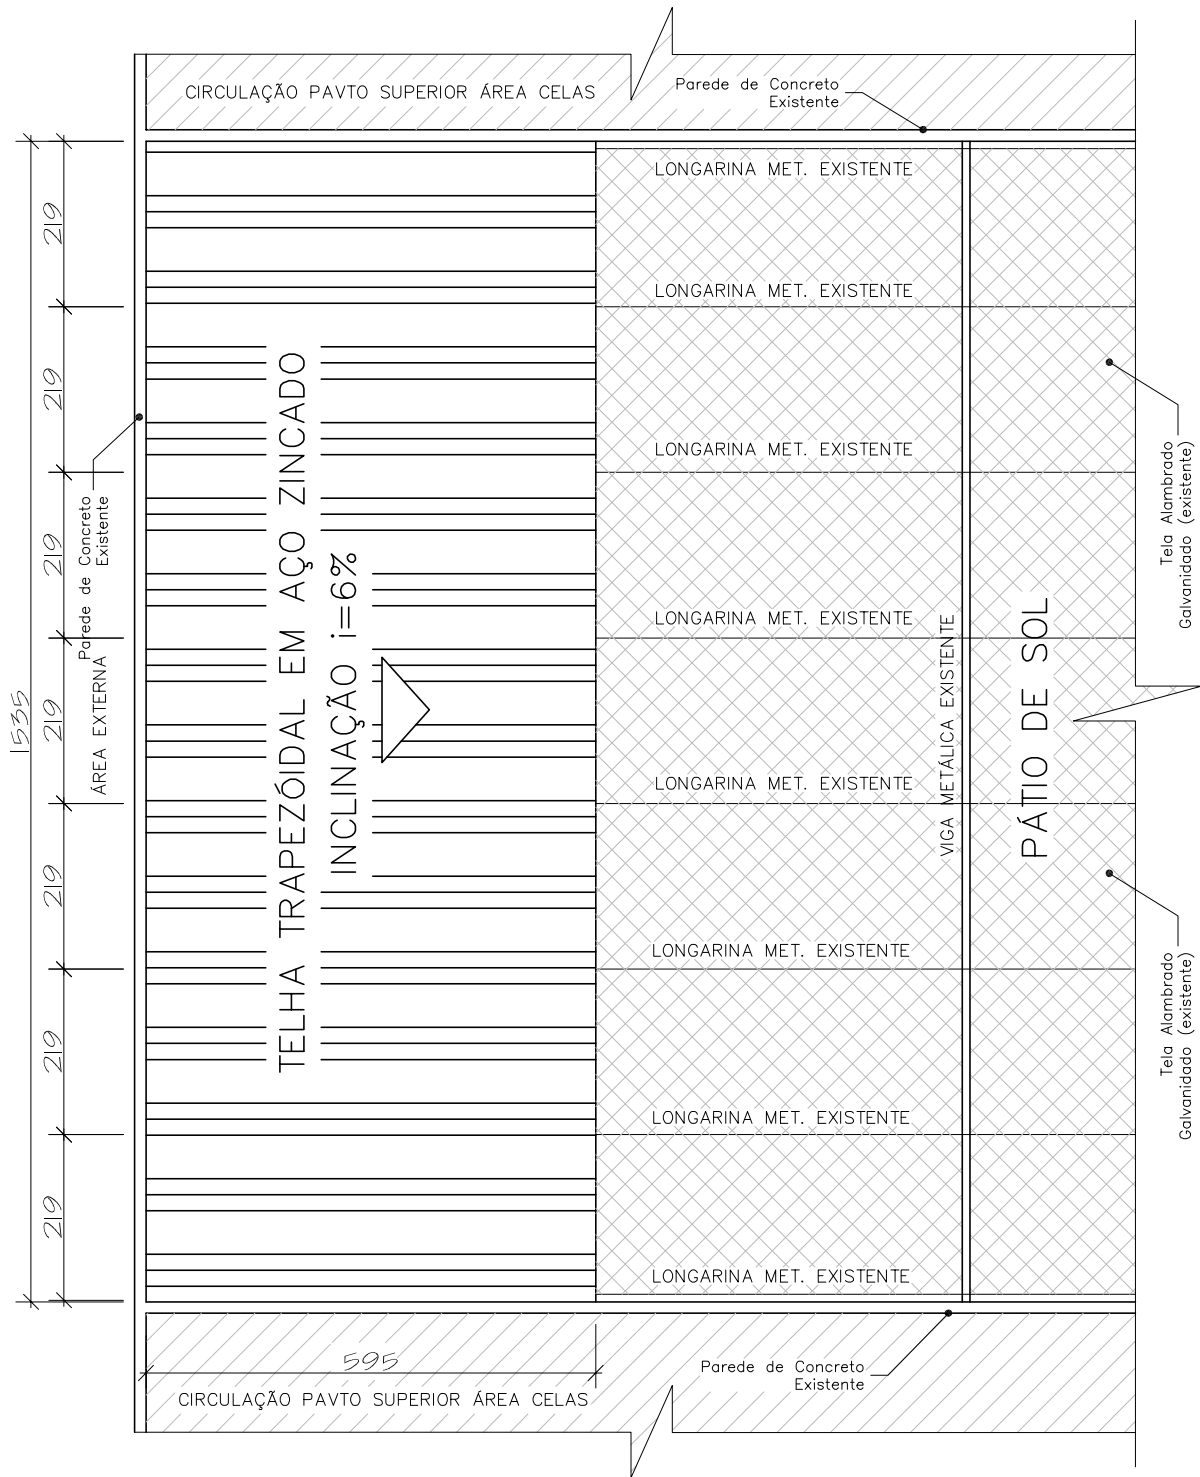 CIRCULAÇÃO PAVTO SUPERIOR ÁREA CELAS
Parede de Concreto
Existente
LONGARINA MET. EXISTENTE
LONGARINA MET. EXISTENTE
LONGARINA MET. EXISTENTE
LONGARINA MET. EXISTENTE
LONGARINA MET. EXISTENTE
LONGARINA MET. EXISTENTE
LONGARINA MET. EXISTENTE
LONGARINA MET. EXISTENTE
1535
219
219
219
219
219
219
219
Parede de Concreto
Existente
ÁREA EXTERNA
TELHA TRAPEZÓIDAL EM AÇO ZINCADO
INCLINAÇÃO i=6%
VIGA METÁLICA EXISTENTE
PÁTIO DE SOL
Tela Alambrado
Galvanidado (existente)
Tela Alambrado
Galvanidado (existente)
595
CIRCULAÇÃO PAVTO SUPERIOR ÁREA CELAS
Parede de Concreto
Existente